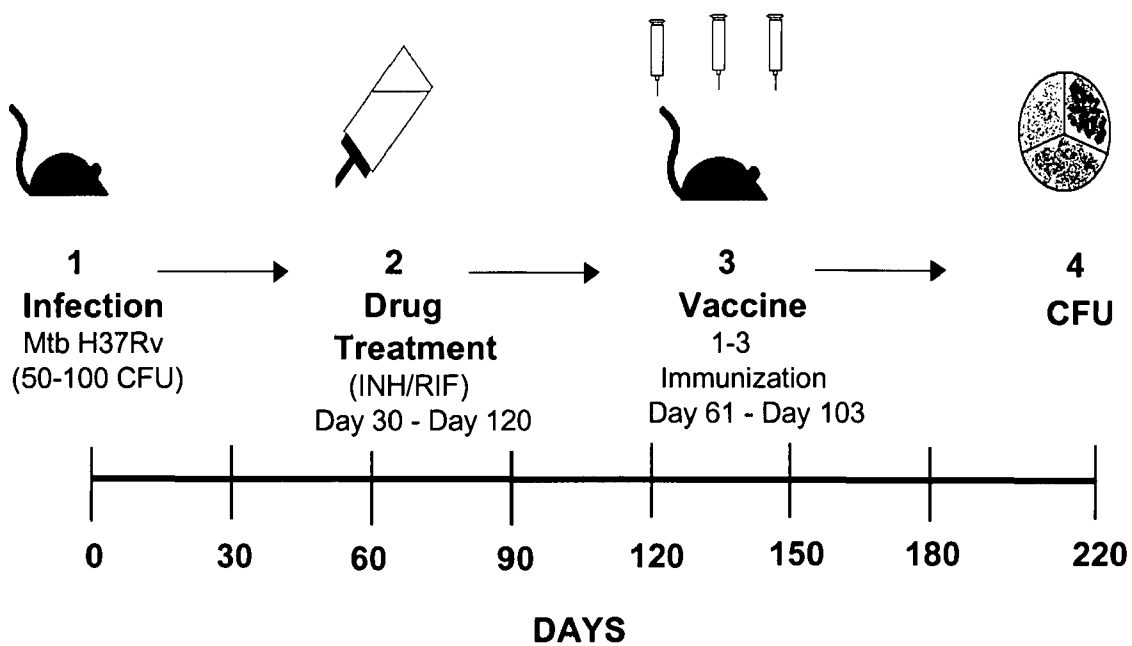 1
Infection
Mtb H37Rv
(50-100 CFU)
2
Drug
Treatment
(INH/RIF)
Day 30 - Day 120
3
Vaccine
1-3
Immunization
Day 61 - Day 103
4
CFU
0 30 60 90 120 150 180 220
DAYS